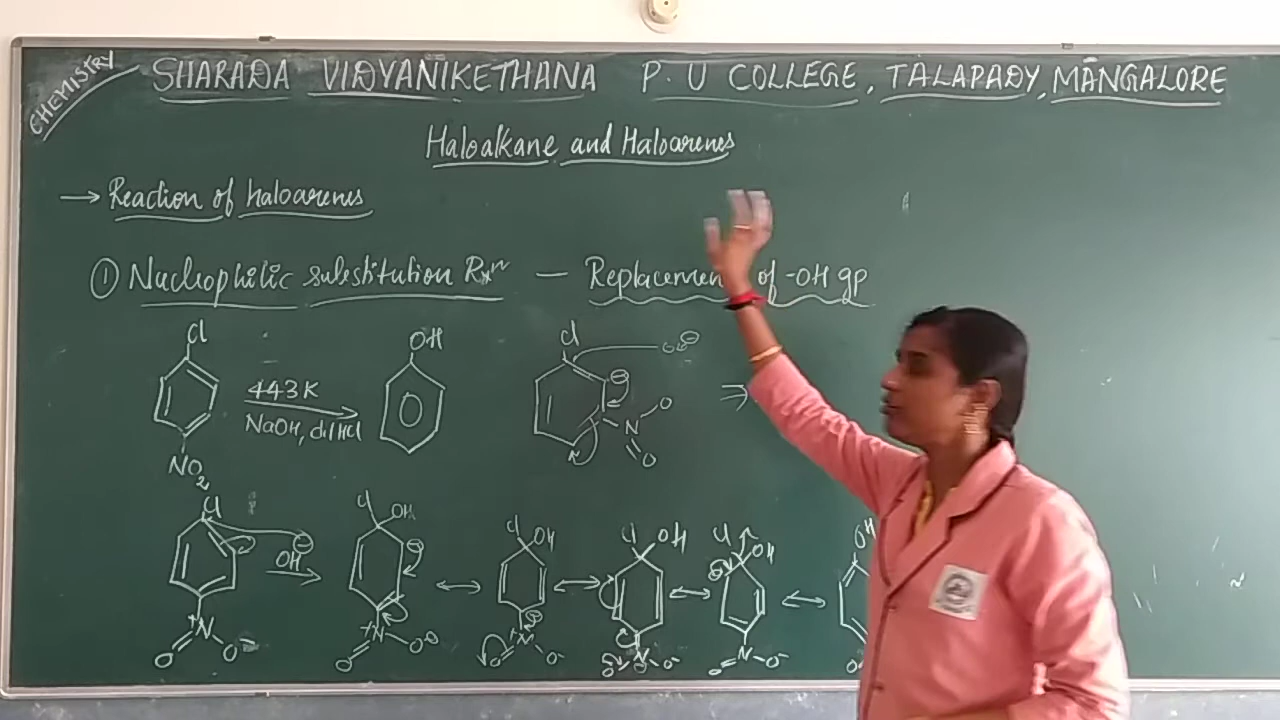 CHEMISTRY
SHARADA VIDYANIKETHANA P. U COLLEGE, TALAPADY, MANGALORE
Haloalkane and Haloarenes
→ Reaction of haloarenes
① Nucleophilic substitution Rxn — Replacement of -OH gp
Cl
443K
NaOH, dil HCl
NO2
OH
Cl
N
O
O
⇒
Cl
OH
N
O
O
Cl OH
N
O
O
↔
Cl OH
N
O
↔
Cl OH
N
O
↔
Cl OH
N
O
O
↔
OH